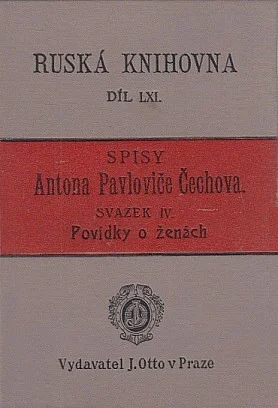 RUSKÁ KNIHOVNA
DÍL LXI.
SPISY
Antona Pavloviče Čechova.
SVAZEK IV.
Povídky o ženách
Vydavatel J. Otto v Praze